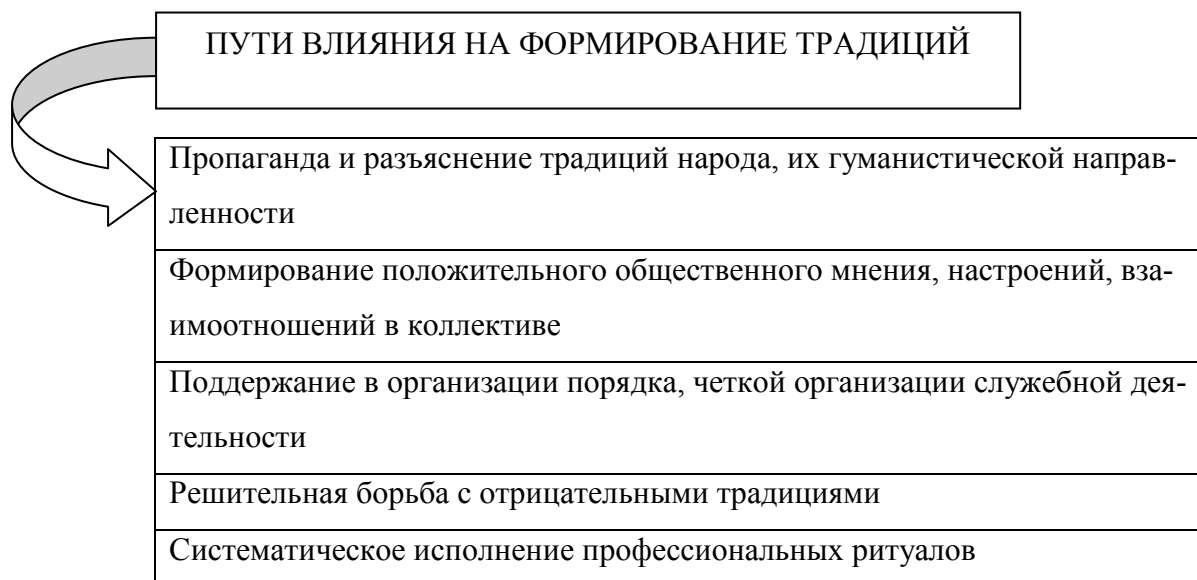 ПУТИ ВЛИЯНИЯ НА ФОРМИРОВАНИЕ ТРАДИЦИЙ
Пропаганда и разъяснение традиций народа, их гуманистической направ-
ленности
Формирование положительного общественного мнения, настроений, вза-
имоотношений в коллективе
Поддержание в организации порядка, четкой организации служебной дея-
тельности
Решительная борьба с отрицательными традициями
Систематическое исполнение профессиональных ритуалов